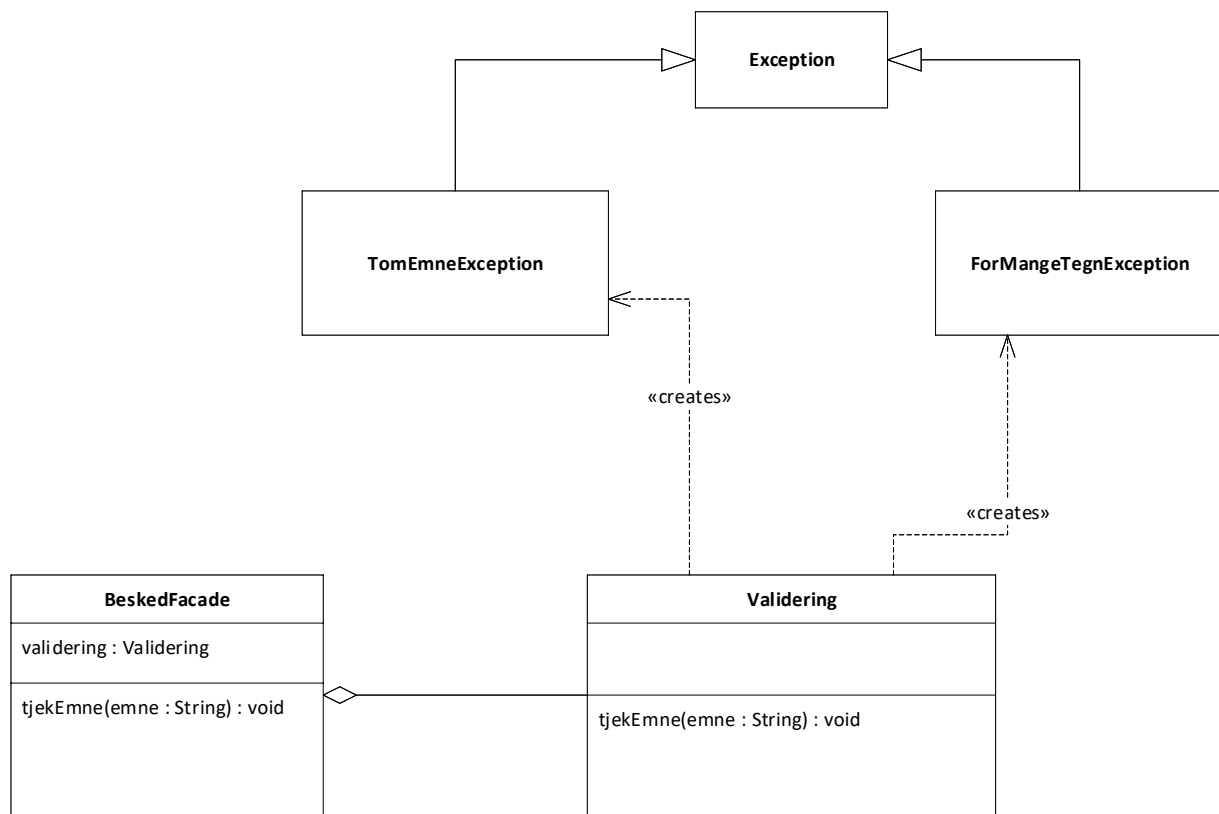 Exception
TomEmneException
ForMangeTegnException
«creates»
«creates»
BeskedFacade
validering : Validering
tjekEmne(emne : String) : void
Validering
tjekEmne(emne : String) : void